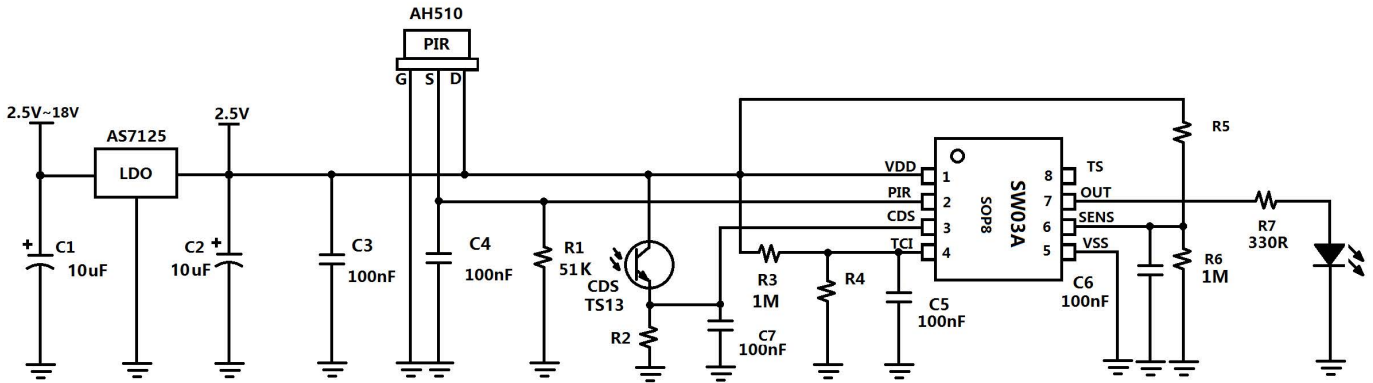 AH510
PIR
G S D
2.5V~18V
2.5V
AS7125
LDO
+
C1
10uF
+
C2
10uF
C3
100nF
C4
100nF
R1
51K
CDS
TS13
R2
C7
100nF
R3
1M
R4
C5
100nF
VDD
PIR
CDS
TCI
1
2
3
4
SOP8
SW03A
8
7
6
5
TS
OUT
SENS
VSS
R5
C6
100nF
R6
1M
R7
330R